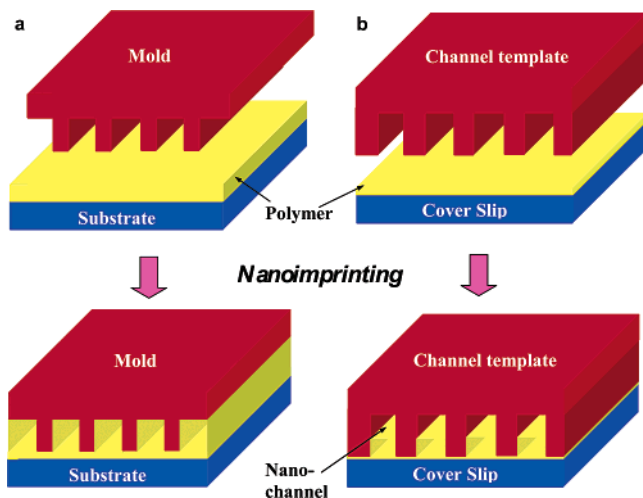 a
b
Mold
Channel template
Substrate
Polymer
Cover Slip
Nanoimprinting
Mold
Channel template
Substrate
Nano-
channel
Cover Slip